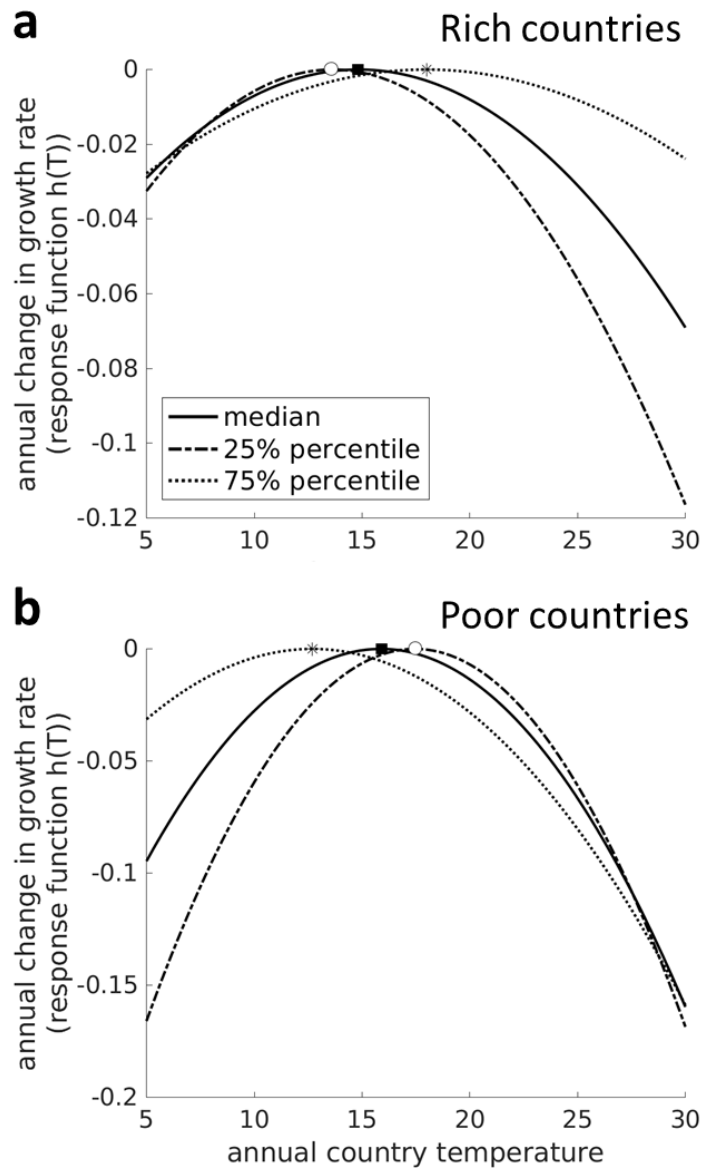 a
Rich countries
0
-0.02
-0.04
-0.06
-0.08
-0.1
-0.12
annual change in growth rate
(response function h(T))
median
25% percentile
75% percentile
5 10 15 20 25 30
b
Poor countries
0
-0.05
-0.1
-0.15
-0.2
annual change in growth rate
(response function h(T))
5 10 15 20 25 30
annual country temperature